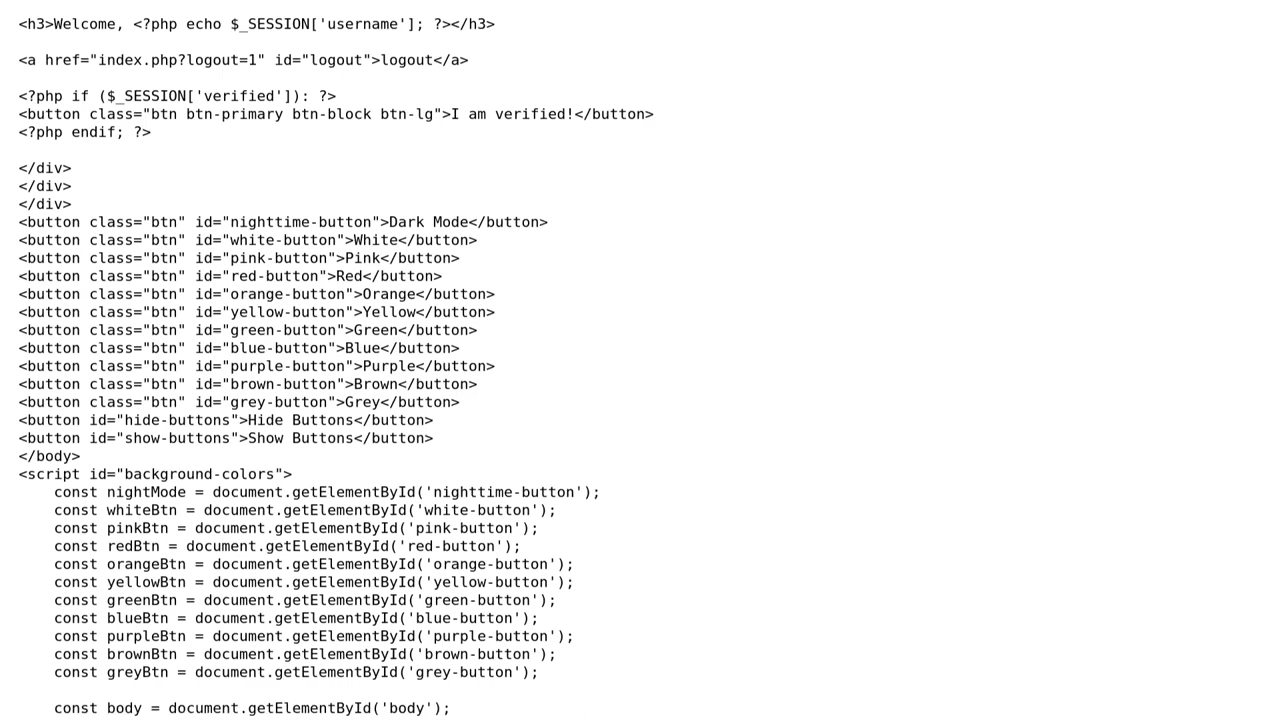 <h3>Welcome, <?php echo $_SESSION['username']; ?></h3>

<a href="index.php?logout=1" id="logout">logout</a>

<?php if ($_SESSION['verified']): ?>
<button class="btn btn-primary btn-block btn-lg">I am verified!</button>
<?php endif; ?>

</div>
</div>
</div>
<button class="btn" id="nighttime-button">Dark Mode</button>
<button class="btn" id="white-button">White</button>
<button class="btn" id="pink-button">Pink</button>
<button class="btn" id="red-button">Red</button>
<button class="btn" id="orange-button">Orange</button>
<button class="btn" id="yellow-button">Yellow</button>
<button class="btn" id="green-button">Green</button>
<button class="btn" id="blue-button">Blue</button>
<button class="btn" id="purple-button">Purple</button>
<button class="btn" id="brown-button">Brown</button>
<button class="btn" id="grey-button">Grey</button>
<button id="hide-buttons">Hide Buttons</button>
<button id="show-buttons">Show Buttons</button>
</body>
<script id="background-colors">
    const nightMode = document.getElementById('nighttime-button');
    const whiteBtn = document.getElementById('white-button');
    const pinkBtn = document.getElementById('pink-button');
    const redBtn = document.getElementById('red-button');
    const orangeBtn = document.getElementById('orange-button');
    const yellowBtn = document.getElementById('yellow-button');
    const greenBtn = document.getElementById('green-button');
    const blueBtn = document.getElementById('blue-button');
    const purpleBtn = document.getElementById('purple-button');
    const brownBtn = document.getElementById('brown-button');
    const greyBtn = document.getElementById('grey-button');

    const body = document.getElementById('body');